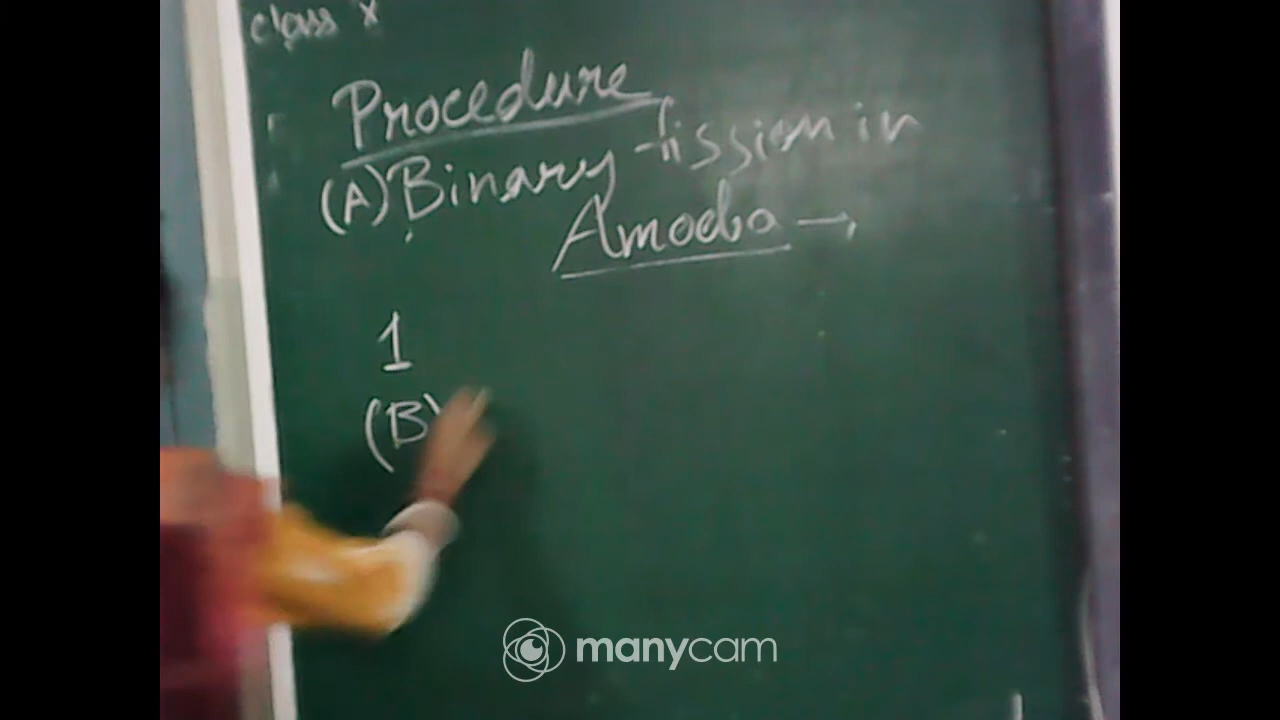 class X
Procedure
(A) Binary fission in
Amoeba →
1
(B)
manycam